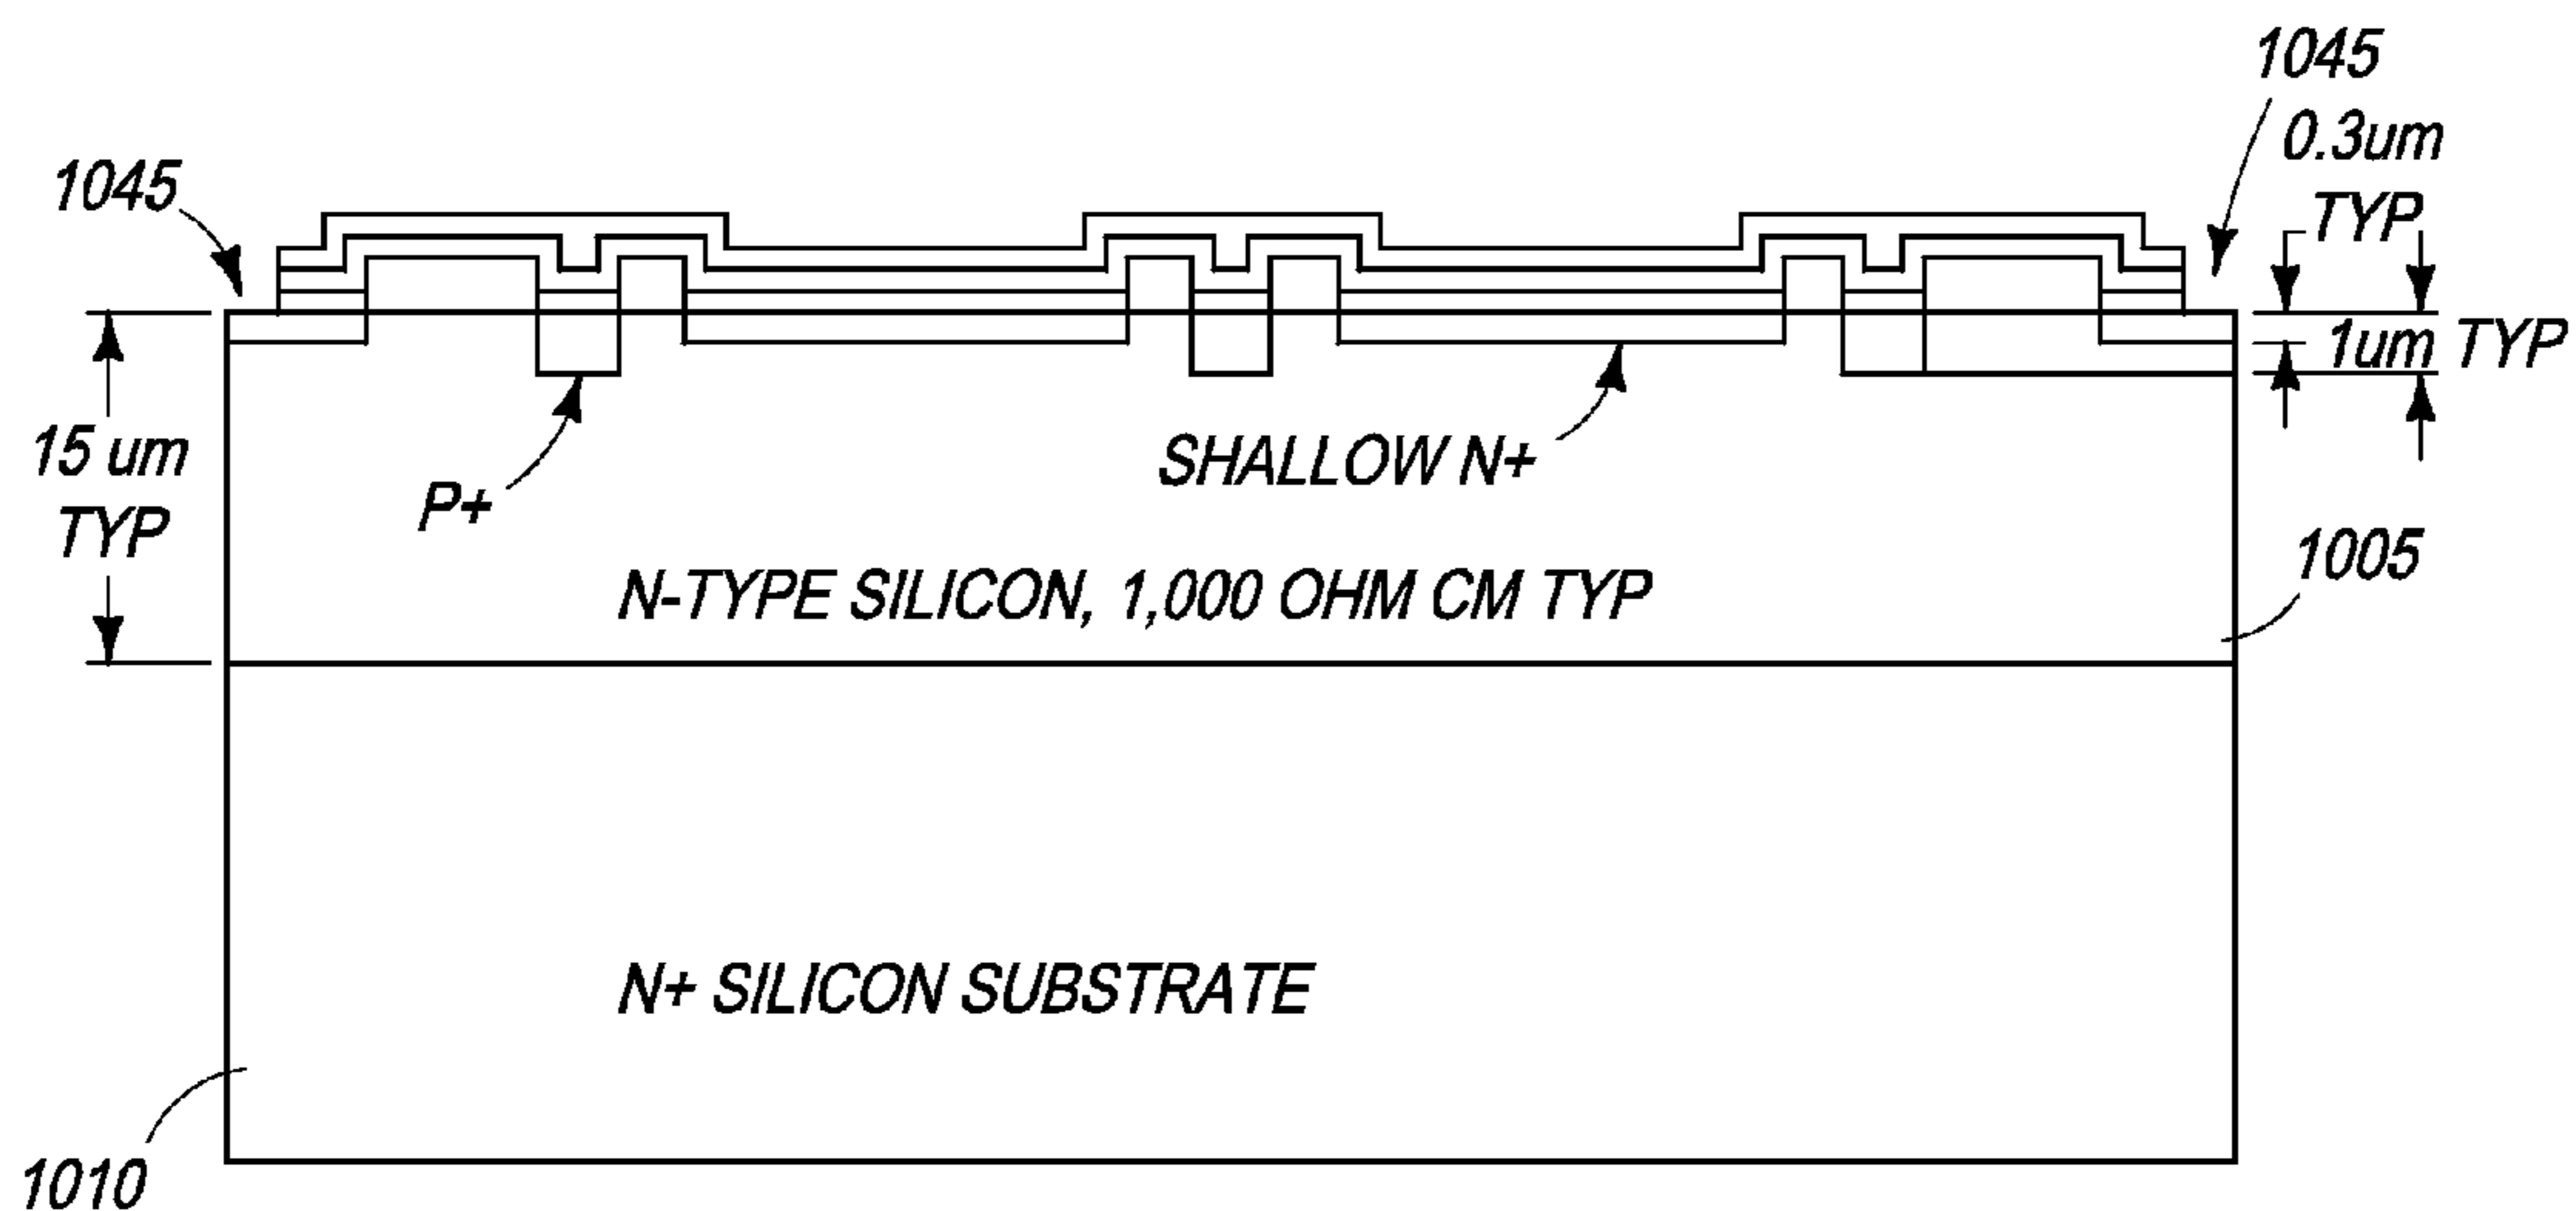 1045
0.3um
TYP
1045
1um TYP
15 um
TYP
P+
SHALLOW N+
N-TYPE SILICON, 1,000 OHM CM TYP
1005
N+ SILICON SUBSTRATE
1010